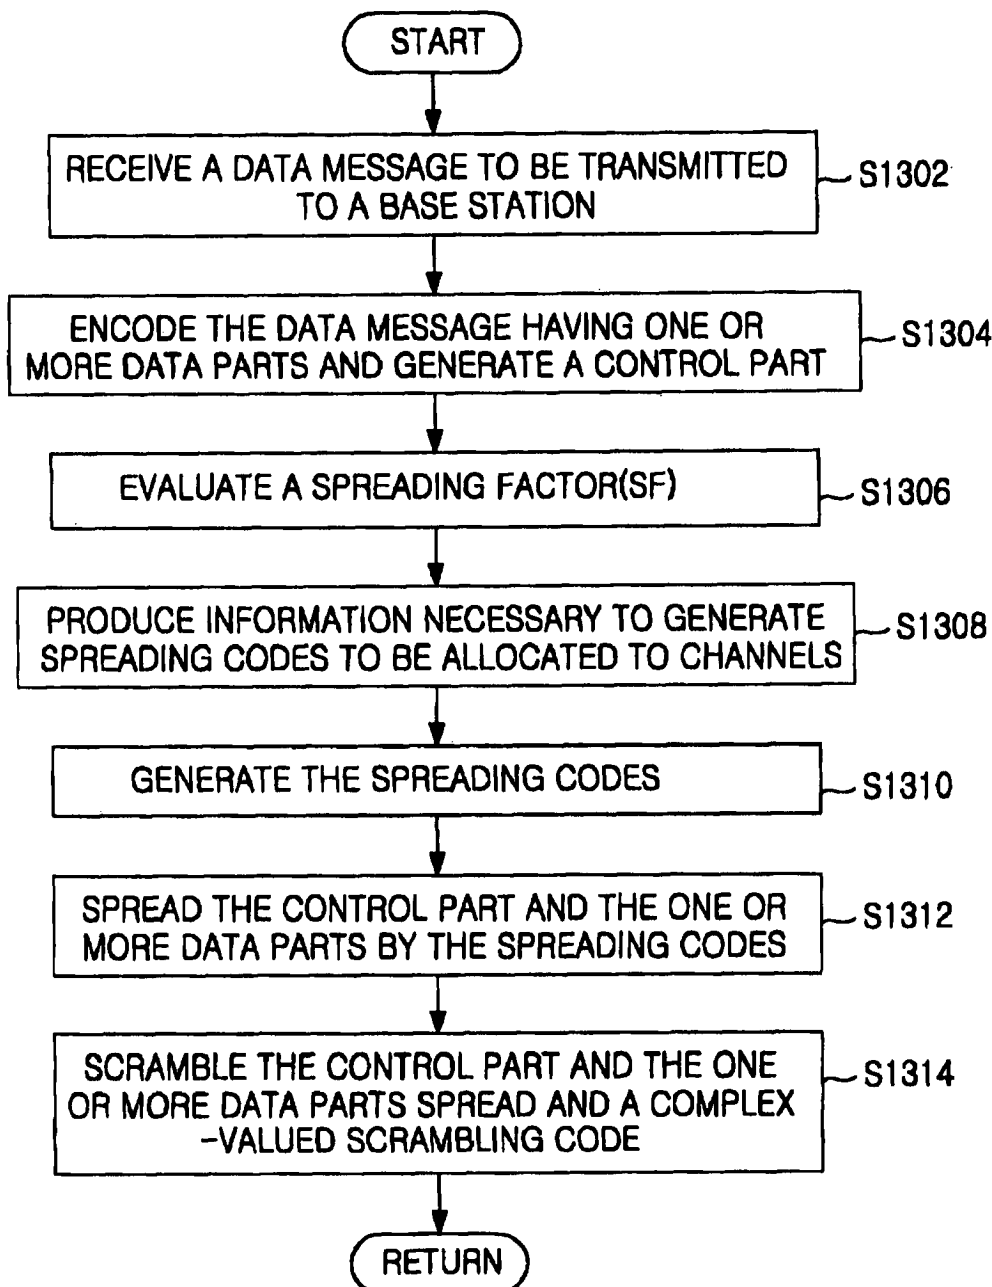 START
RECEIVE A DATA MESSAGE TO BE TRANSMITTED
TO A BASE STATION
S1302
ENCODE THE DATA MESSAGE HAVING ONE OR
MORE DATA PARTS AND GENERATE A CONTROL PART
S1304
EVALUATE A SPREADING FACTOR(SF)
S1306
PRODUCE INFORMATION NECESSARY TO GENERATE
SPREADING CODES TO BE ALLOCATED TO CHANNELS
S1308
GENERATE THE SPREADING CODES
S1310
SPREAD THE CONTROL PART AND THE ONE OR
MORE DATA PARTS BY THE SPREADING CODES
S1312
SCRAMBLE THE CONTROL PART AND THE ONE
OR MORE DATA PARTS SPREAD AND A COMPLEX
-VALUED SCRAMBLING CODE
S1314
RETURN